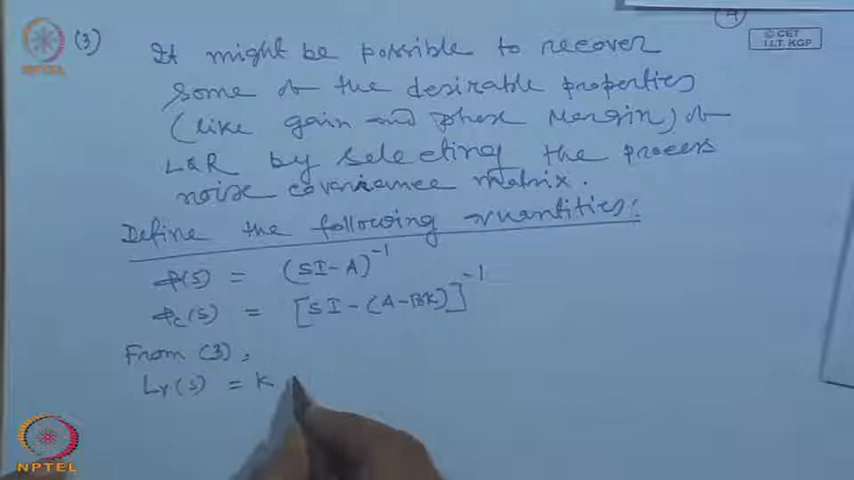 (3) It might be possible to recover
some of the desirable properties
(like gain and phase Margin) of
LQR by selecting the process
noise covariance matrix.
Define the following quantities:
Φ(s) = (SI-A)⁻¹
Φc(s) = [SI-(A-BK)]⁻¹
From (3),
Lr(s) = K
© CET
I.I.T. KGP
NPTEL
NPTEL